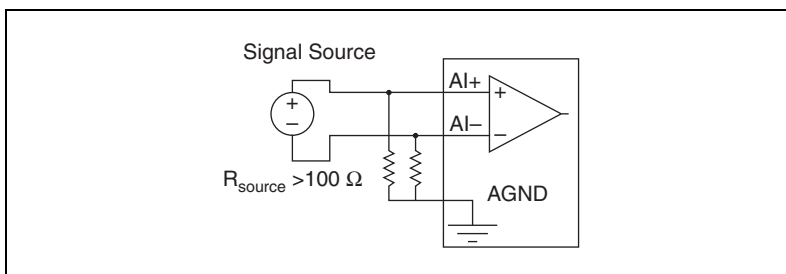 Signal Source
AI+
+
+
AI–
–
–
R_source >100 Ω
AGND